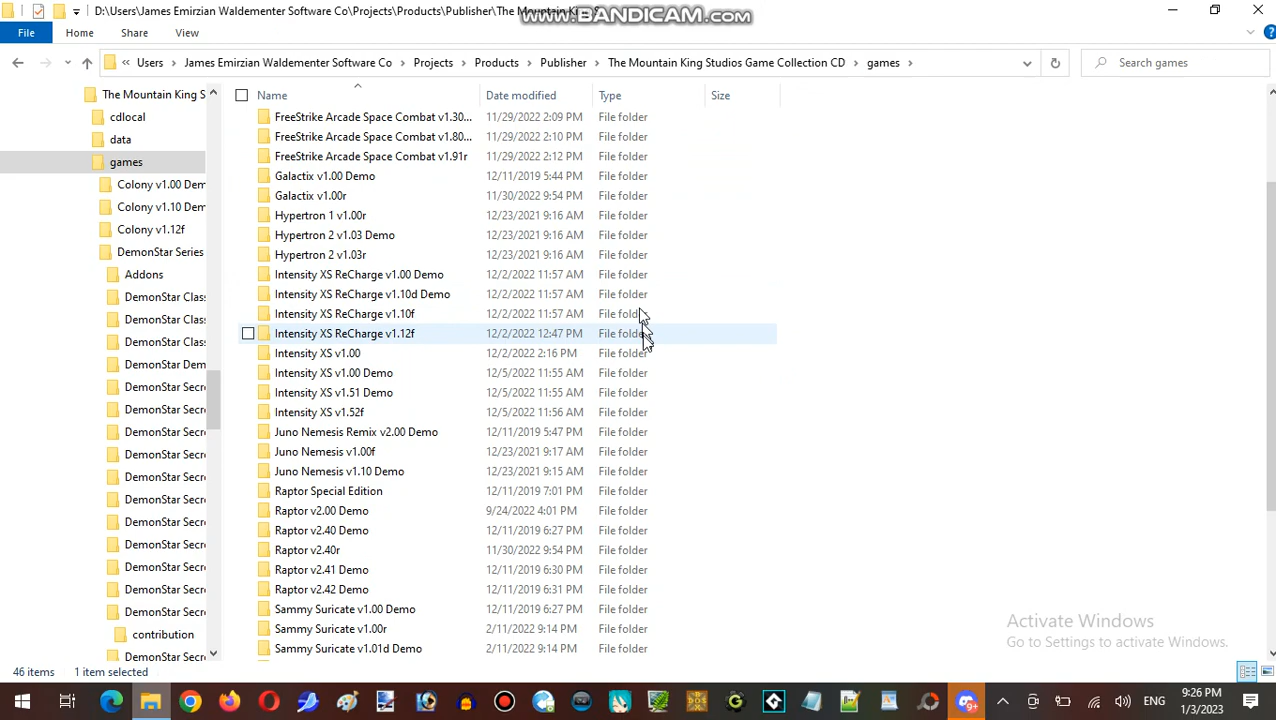 D:\Users\James Emirzian Waldementer Software Co\Projects\Products\Publisher\The Mountain King S
WWW.BANDICAM.COM
File Home Share View
« Users > James Emirzian Waldementer Software Co > Projects > Products > Publisher > The Mountain King Studios Game Collection CD > games >
Search games
The Mountain King S
cdlocal
data
games
Colony v1.00 Dem
Colony v1.10 Dem
Colony v1.12f
DemonStar Series
Addons
DemonStar Clas
DemonStar Clas
DemonStar Clas
DemonStar Dem
DemonStar Secr
DemonStar Secr
DemonStar Secr
DemonStar Secr
DemonStar Secr
DemonStar Secr
DemonStar Secr
DemonStar Secr
DemonStar Secr
DemonStar Secr
DemonStar Secr
contribution
DemonStar Secr
Name Date modified Type Size
FreeStrike Arcade Space Combat v1.30... 11/29/2022 2:09 PM File folder
FreeStrike Arcade Space Combat v1.80... 11/29/2022 2:10 PM File folder
FreeStrike Arcade Space Combat v1.91r 11/29/2022 2:12 PM File folder
Galactix v1.00 Demo 12/11/2019 5:44 PM File folder
Galactix v1.00r 11/30/2022 9:54 PM File folder
Hypertron 1 v1.00r 12/23/2021 9:16 AM File folder
Hypertron 2 v1.03 Demo 12/23/2021 9:16 AM File folder
Hypertron 2 v1.03r 12/23/2021 9:16 AM File folder
Intensity XS ReCharge v1.00 Demo 12/2/2022 11:57 AM File folder
Intensity XS ReCharge v1.10d Demo 12/2/2022 11:57 AM File folder
Intensity XS ReCharge v1.10f 12/2/2022 11:57 AM File folder
Intensity XS ReCharge v1.12f 12/2/2022 12:47 PM File folder
Intensity XS v1.00 12/2/2022 2:16 PM File folder
Intensity XS v1.00 Demo 12/5/2022 11:55 AM File folder
Intensity XS v1.51 Demo 12/5/2022 11:55 AM File folder
Intensity XS v1.52f 12/5/2022 11:56 AM File folder
Juno Nemesis Remix v2.00 Demo 12/11/2019 5:47 PM File folder
Juno Nemesis v1.00f 12/23/2021 9:17 AM File folder
Juno Nemesis v1.10 Demo 12/23/2021 9:15 AM File folder
Raptor Special Edition 12/11/2019 7:01 PM File folder
Raptor v2.00 Demo 9/24/2022 4:01 PM File folder
Raptor v2.40 Demo 12/11/2019 6:27 PM File folder
Raptor v2.40r 11/30/2022 9:54 PM File folder
Raptor v2.41 Demo 12/11/2019 6:30 PM File folder
Raptor v2.42 Demo 12/11/2019 6:31 PM File folder
Sammy Suricate v1.00 Demo 12/11/2019 6:27 PM File folder
Sammy Suricate v1.00r 2/11/2022 9:14 PM File folder
Sammy Suricate v1.01d Demo 2/11/2022 9:14 PM File folder
Activate Windows
Go to Settings to activate Windows.
46 items 1 item selected
ENG
9:26 PM
1/3/2023